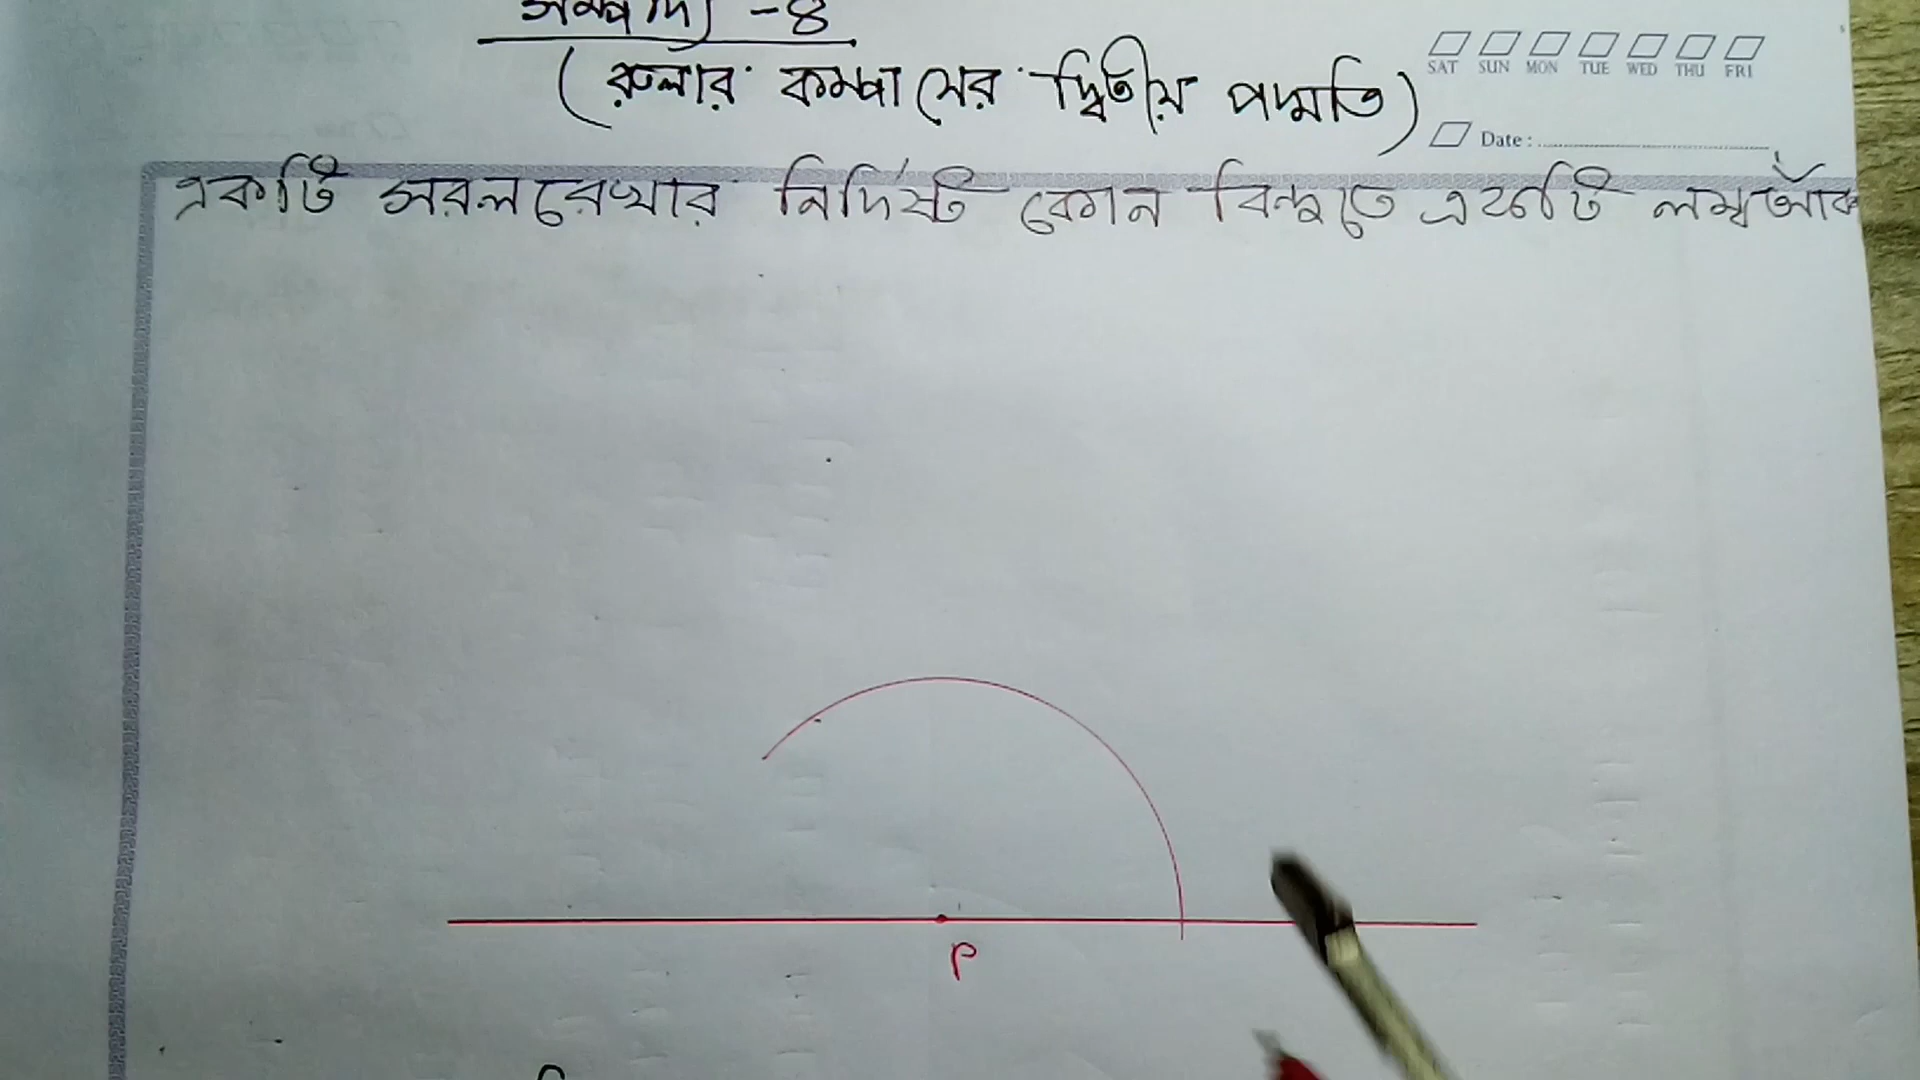 সম্পাদ্য -৪
(রুলার কম্পাসের দ্বিতীয় পদ্ধতি)
SAT SUN MON TUE WED THU FRI
Date :
একটি সরলরেখার নির্দিষ্ট কোন বিন্দুতে একটি লম্ব আঁক
P